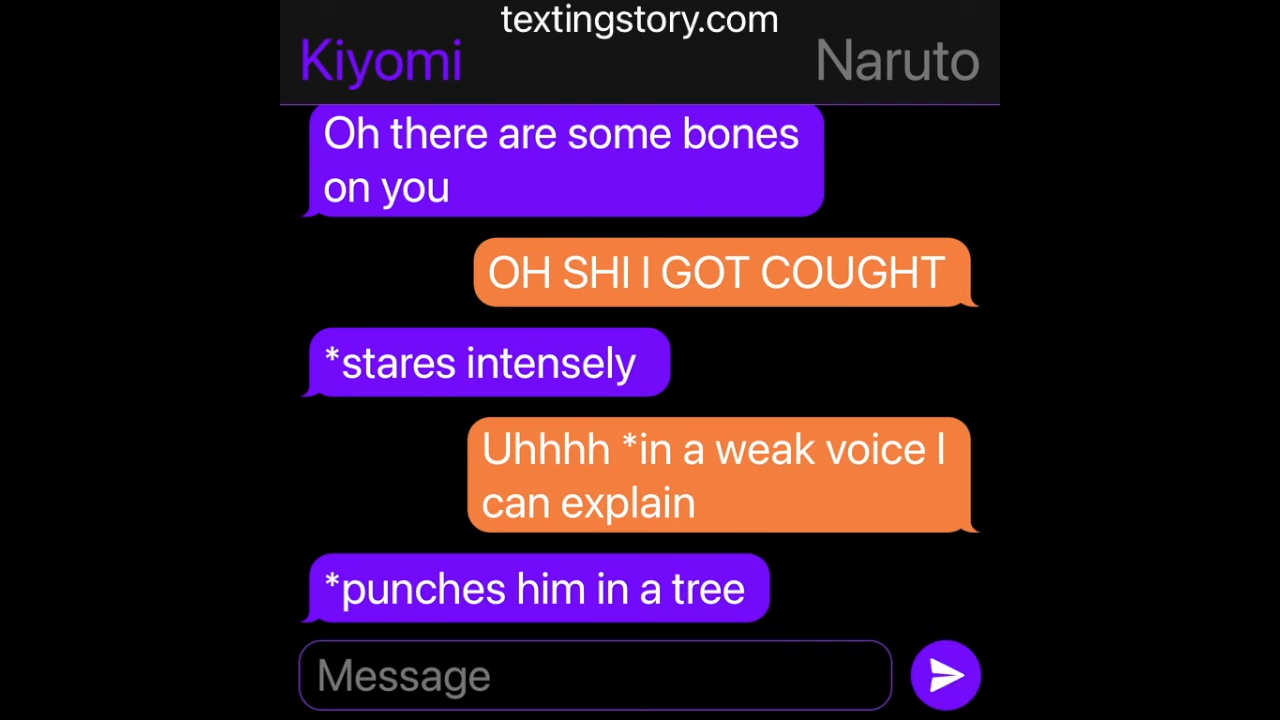 textingstory.com
Kiyomi
Naruto
Oh there are some bones
on you
OH SHI I GOT COUGHT
*stares intensely
Uhhhh *in a weak voice I
can explain
*punches him in a tree
Message